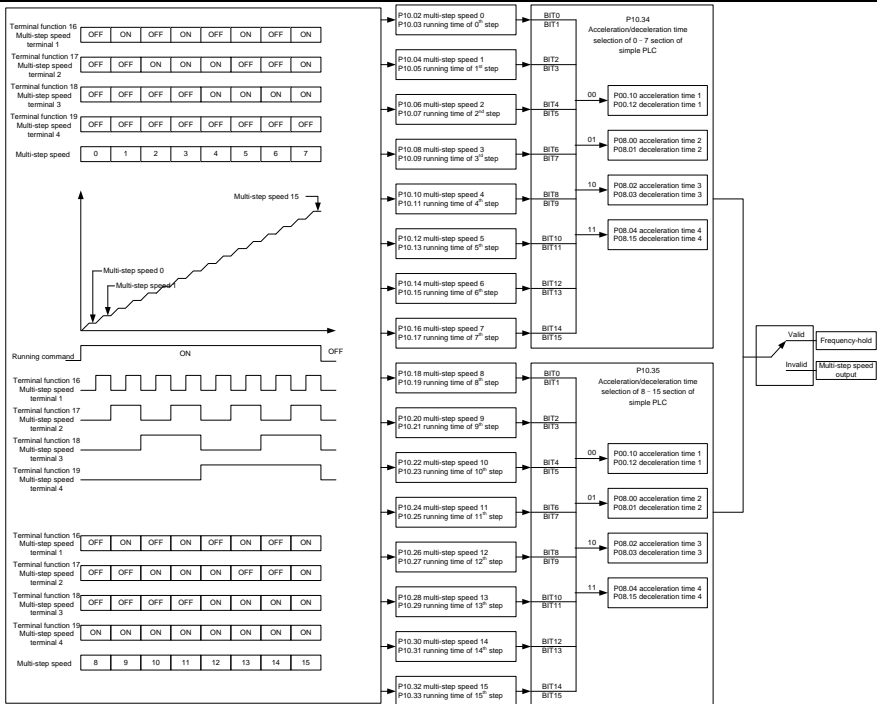 Terminal function 16
Multi-step speed
terminal 1
OFF ON OFF ON OFF ON OFF ON
Terminal function 17
Multi-step speed
terminal 2
OFF OFF ON ON OFF OFF ON ON
Terminal function 18
Multi-step speed
terminal 3
OFF OFF OFF OFF ON ON ON ON
Terminal function 19
Multi-step speed
terminal 4
OFF OFF OFF OFF OFF OFF OFF OFF
Multi-step speed 0 1 2 3 4 5 6 7
Multi-step speed 15
Multi-step speed 0
Multi-step speed 1
Running command ON OFF
Terminal function 16
Multi-step speed
terminal 1
Terminal function 17
Multi-step speed
terminal 2
Terminal function 18
Multi-step speed
terminal 3
Terminal function 19
Multi-step speed
terminal 4
Terminal function 16
Multi-step speed
terminal 1
OFF ON OFF ON OFF ON OFF ON
Terminal function 17
Multi-step speed
terminal 2
OFF OFF ON ON OFF OFF ON ON
Terminal function 18
Multi-step speed
terminal 3
OFF OFF OFF OFF ON ON ON ON
Terminal function 19
Multi-step speed
terminal 4
ON ON ON ON ON ON ON ON
Multi-step speed 8 9 10 11 12 13 14 15
P10.02 multi-step speed 0
P10.03 running time of 0th step
P10.04 multi-step speed 1
P10.05 running time of 1st step
P10.06 multi-step speed 2
P10.07 running time of 2nd step
P10.08 multi-step speed 3
P10.09 running time of 3rd step
P10.10 multi-step speed 4
P10.11 running time of 4th step
P10.12 multi-step speed 5
P10.13 running time of 5th step
P10.14 multi-step speed 6
P10.15 running time of 6th step
P10.16 multi-step speed 7
P10.17 running time of 7th step
P10.18 multi-step speed 8
P10.19 running time of 8th step
P10.20 multi-step speed 9
P10.21 running time of 9th step
P10.22 multi-step speed 10
P10.23 running time of 10th step
P10.24 multi-step speed 11
P10.25 running time of 11th step
P10.26 multi-step speed 12
P10.27 running time of 12th step
P10.28 multi-step speed 13
P10.29 running time of 13th step
P10.30 multi-step speed 14
P10.31 running time of 14th step
P10.32 multi-step speed 15
P10.33 running time of 15th step
BIT0
BIT1
BIT2
BIT3
BIT4
BIT5
BIT6
BIT7
BIT8
BIT9
BIT10
BIT11
BIT12
BIT13
BIT14
BIT15
P10.34
Acceleration/deceleration time
selection of 0 - 7 section of
simple PLC
00
P00.10 acceleration time 1
P00.12 deceleration time 1
01
P08.00 acceleration time 2
P08.01 deceleration time 2
10
P08.02 acceleration time 3
P08.03 deceleration time 3
11
P08.04 acceleration time 4
P08.15 deceleration time 4
BIT0
BIT1
BIT2
BIT3
BIT4
BIT5
BIT6
BIT7
BIT8
BIT9
BIT10
BIT11
BIT12
BIT13
BIT14
BIT15
P10.35
Acceleration/deceleration time
selection of 8 - 15 section of
simple PLC
00
P00.10 acceleration time 1
P00.12 deceleration time 1
01
P08.00 acceleration time 2
P08.01 deceleration time 2
10
P08.02 acceleration time 3
P08.03 deceleration time 3
11
P08.04 acceleration time 4
P08.15 deceleration time 4
Valid
Frequency-hold
Invalid
Multi-step speed
output